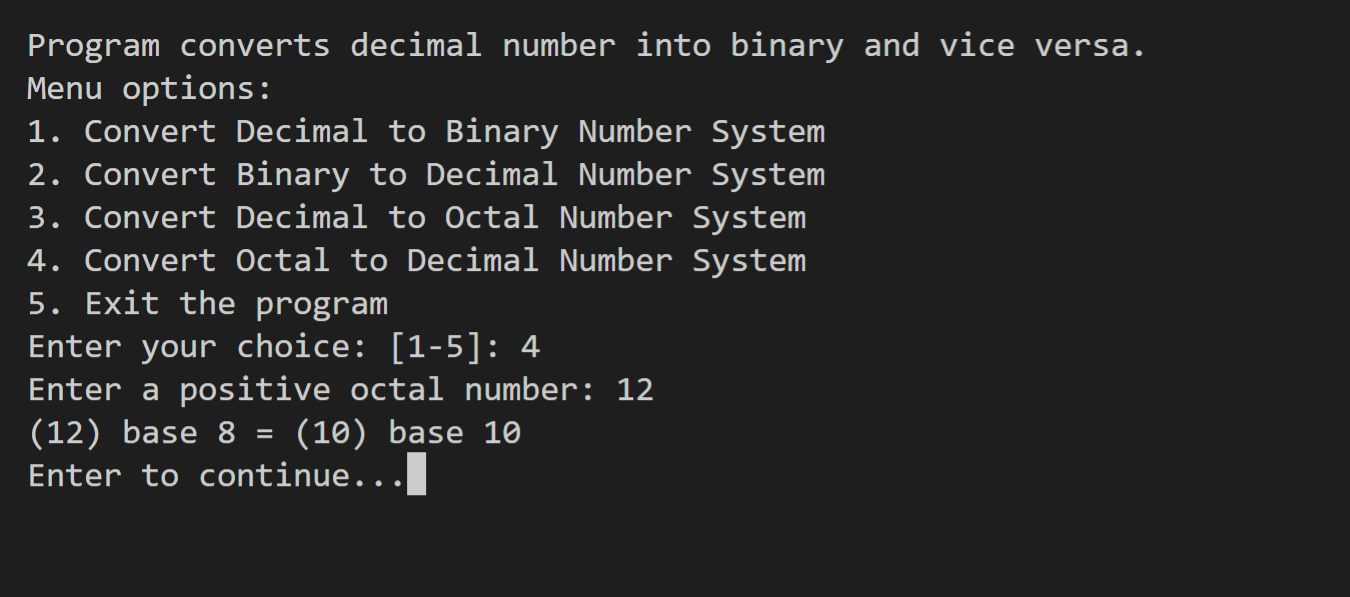 Program converts decimal number into binary and vice versa.
Menu options:
1. Convert Decimal to Binary Number System
2. Convert Binary to Decimal Number System
3. Convert Decimal to Octal Number System
4. Convert Octal to Decimal Number System
5. Exit the program
Enter your choice: [1-5]: 4
Enter a positive octal number: 12
(12) base 8 = (10) base 10
Enter to continue...